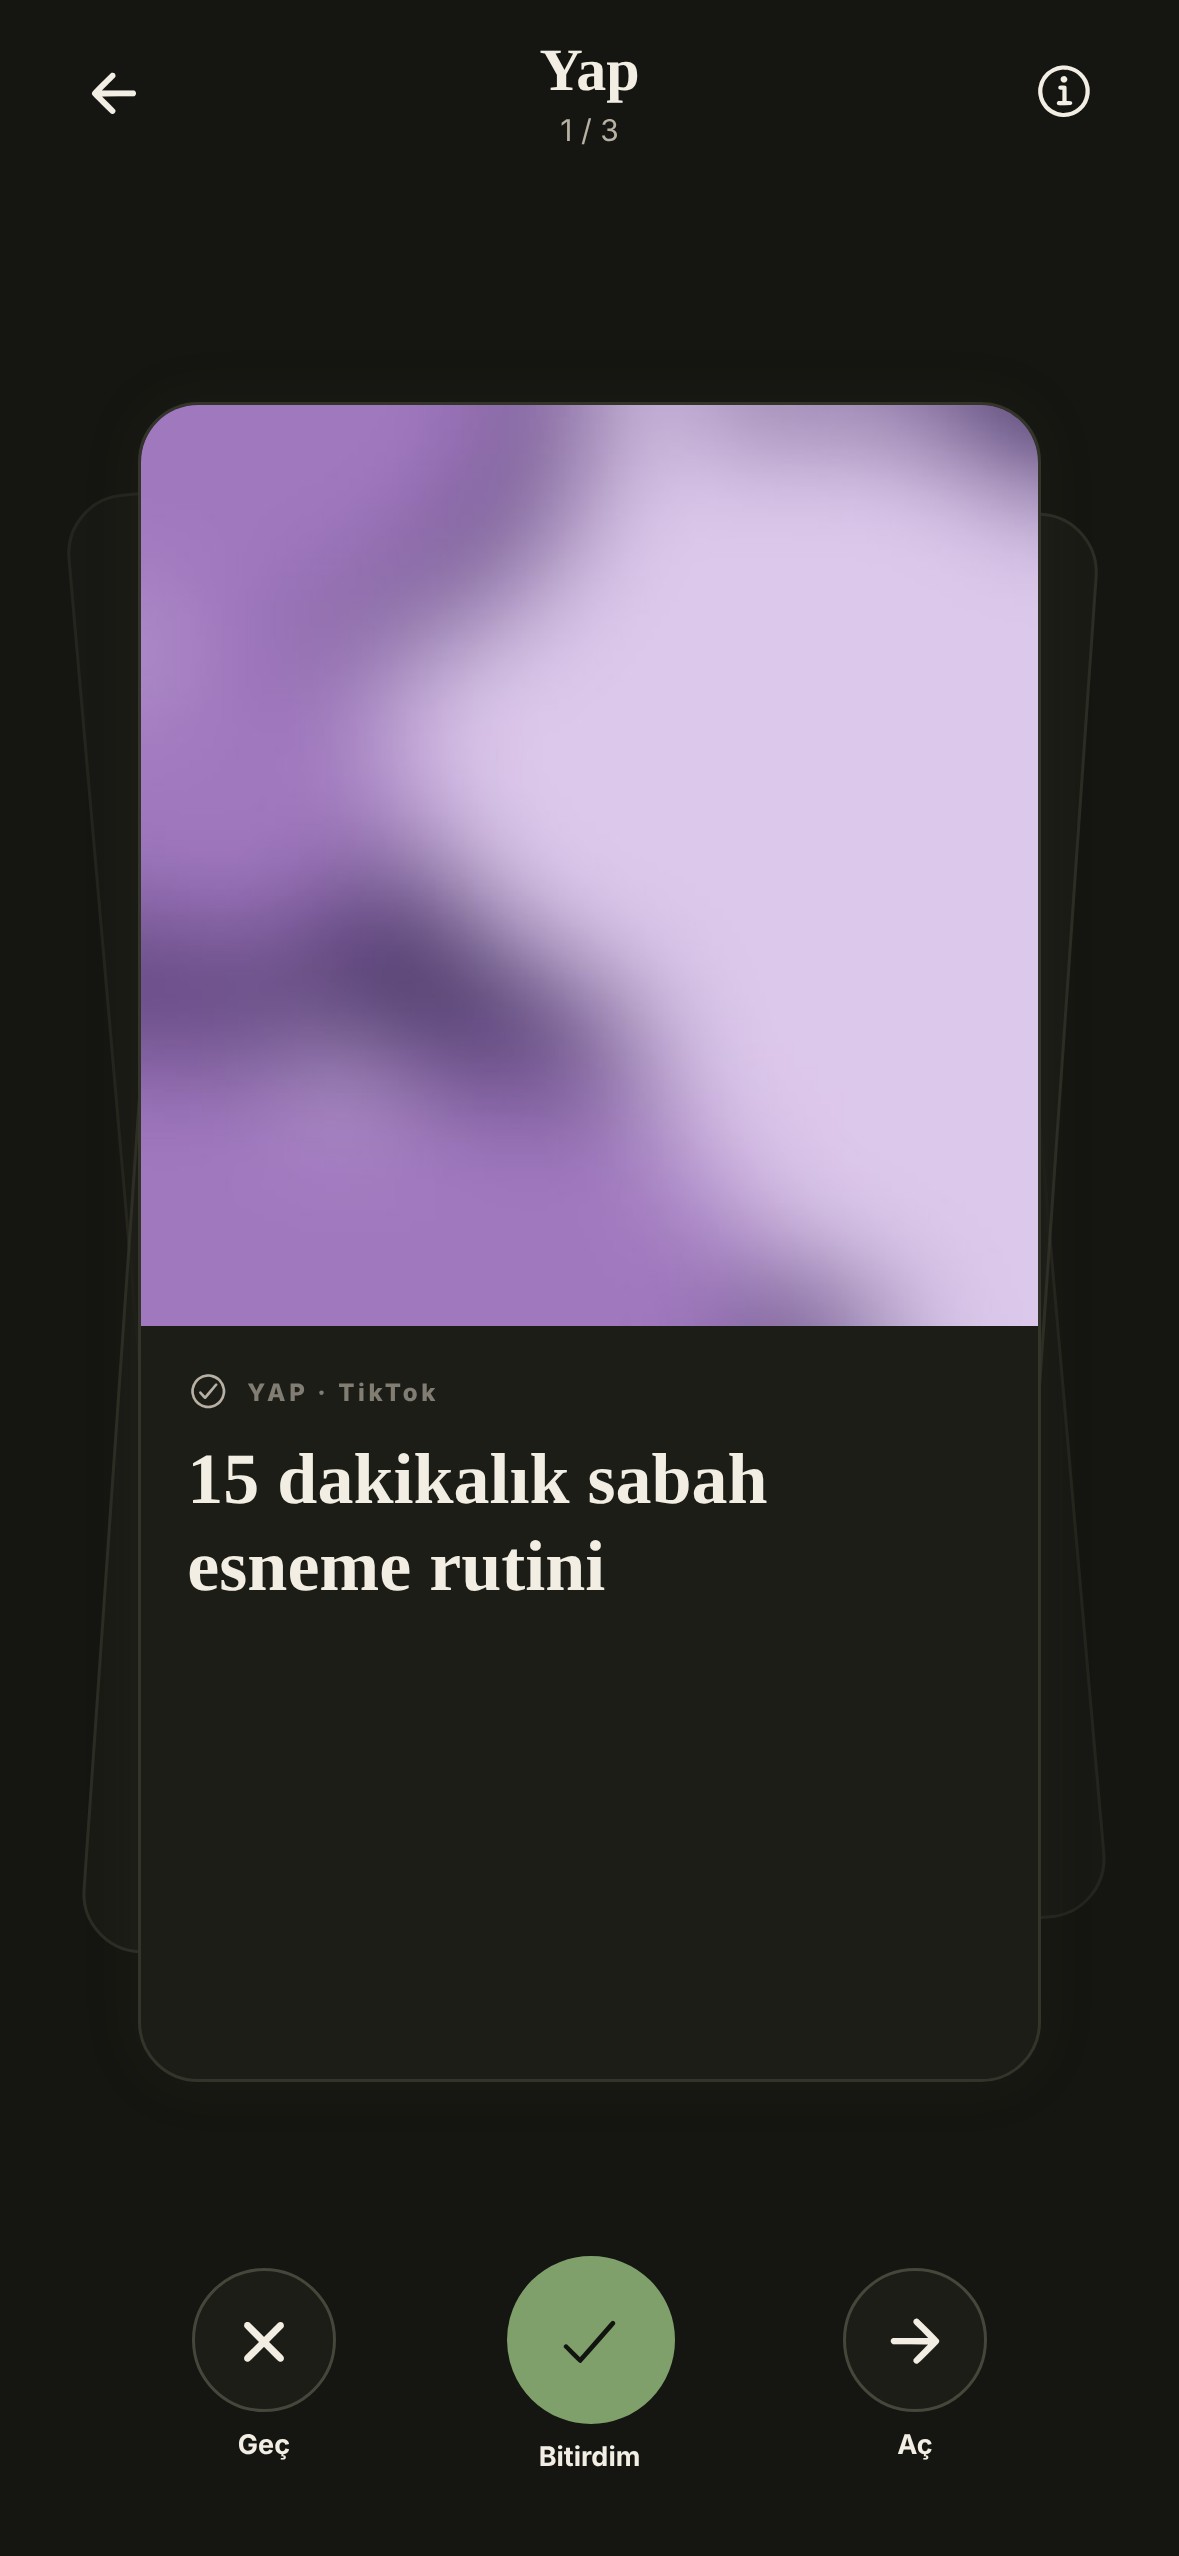 Yap
1 / 3
YAP · TikTok
15 dakikalık sabah
esneme rutini
Geç
Bitirdim
Aç